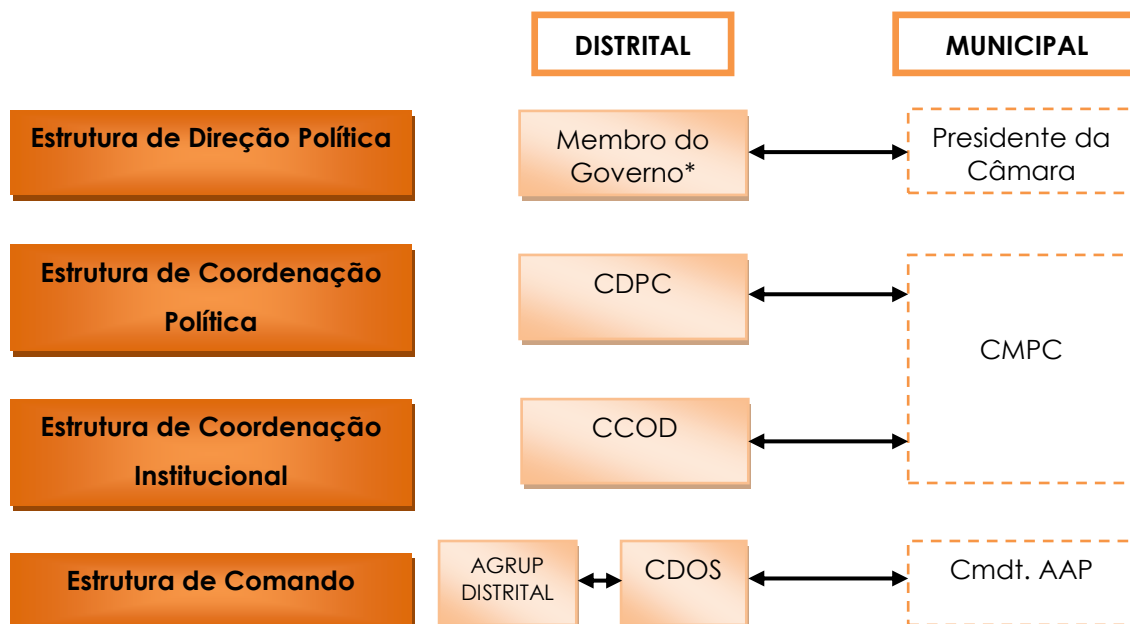 DISTRITAL
MUNICIPAL
Estrutura de Direção Política
Membro do
Governo*
Presidente da
Câmara
Estrutura de Coordenação
Política
CDPC
CMPC
Estrutura de Coordenação
Institucional
CCOD
Estrutura de Comando
AGRUP
DISTRITAL
CDOS
Cmdt. AAP